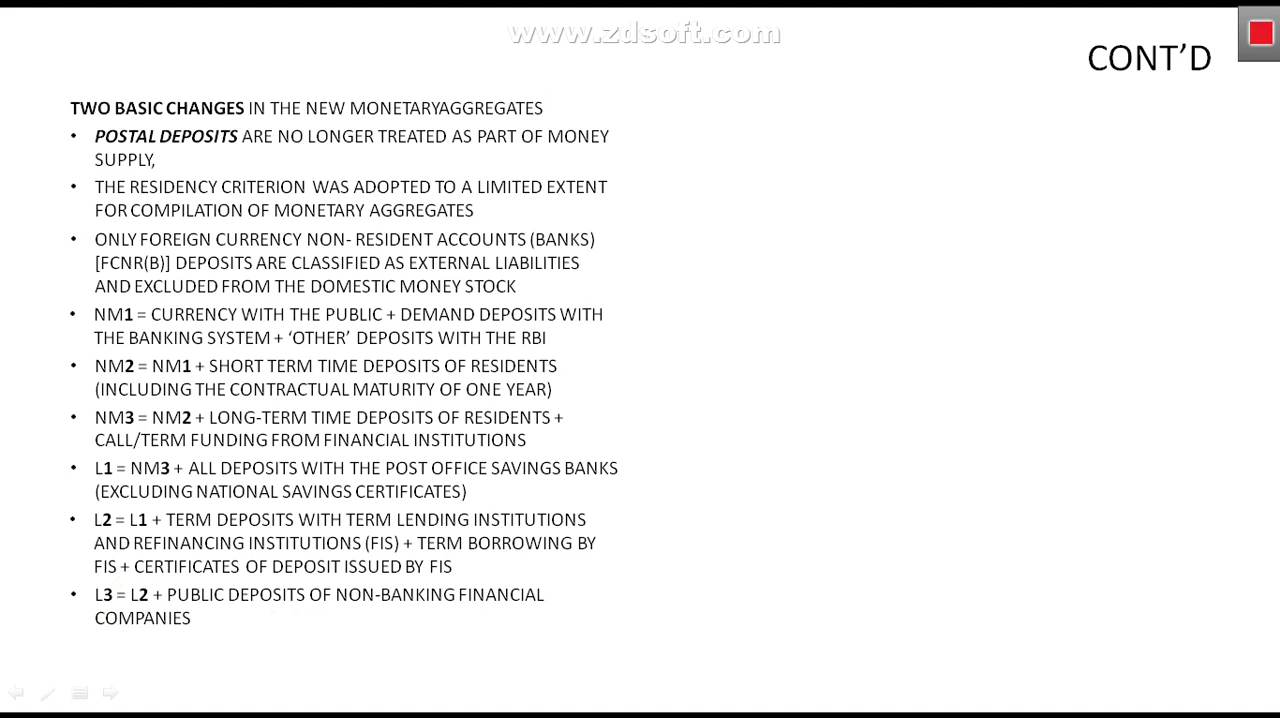 www.zdsoft.com
CONT’D
TWO BASIC CHANGES IN THE NEW MONETARYAGGREGATES
• POSTAL DEPOSITS ARE NO LONGER TREATED AS PART OF MONEY
SUPPLY,
• THE RESIDENCY CRITERION WAS ADOPTED TO A LIMITED EXTENT
FOR COMPILATION OF MONETARY AGGREGATES
• ONLY FOREIGN CURRENCY NON- RESIDENT ACCOUNTS (BANKS)
[FCNR(B)] DEPOSITS ARE CLASSIFIED AS EXTERNAL LIABILITIES
AND EXCLUDED FROM THE DOMESTIC MONEY STOCK
• NM1 = CURRENCY WITH THE PUBLIC + DEMAND DEPOSITS WITH
THE BANKING SYSTEM + ‘OTHER’ DEPOSITS WITH THE RBI
• NM2 = NM1 + SHORT TERM TIME DEPOSITS OF RESIDENTS
(INCLUDING THE CONTRACTUAL MATURITY OF ONE YEAR)
• NM3 = NM2 + LONG-TERM TIME DEPOSITS OF RESIDENTS +
CALL/TERM FUNDING FROM FINANCIAL INSTITUTIONS
• L1 = NM3 + ALL DEPOSITS WITH THE POST OFFICE SAVINGS BANKS
(EXCLUDING NATIONAL SAVINGS CERTIFICATES)
• L2 = L1 + TERM DEPOSITS WITH TERM LENDING INSTITUTIONS
AND REFINANCING INSTITUTIONS (FIS) + TERM BORROWING BY
FIS + CERTIFICATES OF DEPOSIT ISSUED BY FIS
• L3 = L2 + PUBLIC DEPOSITS OF NON-BANKING FINANCIAL
COMPANIES